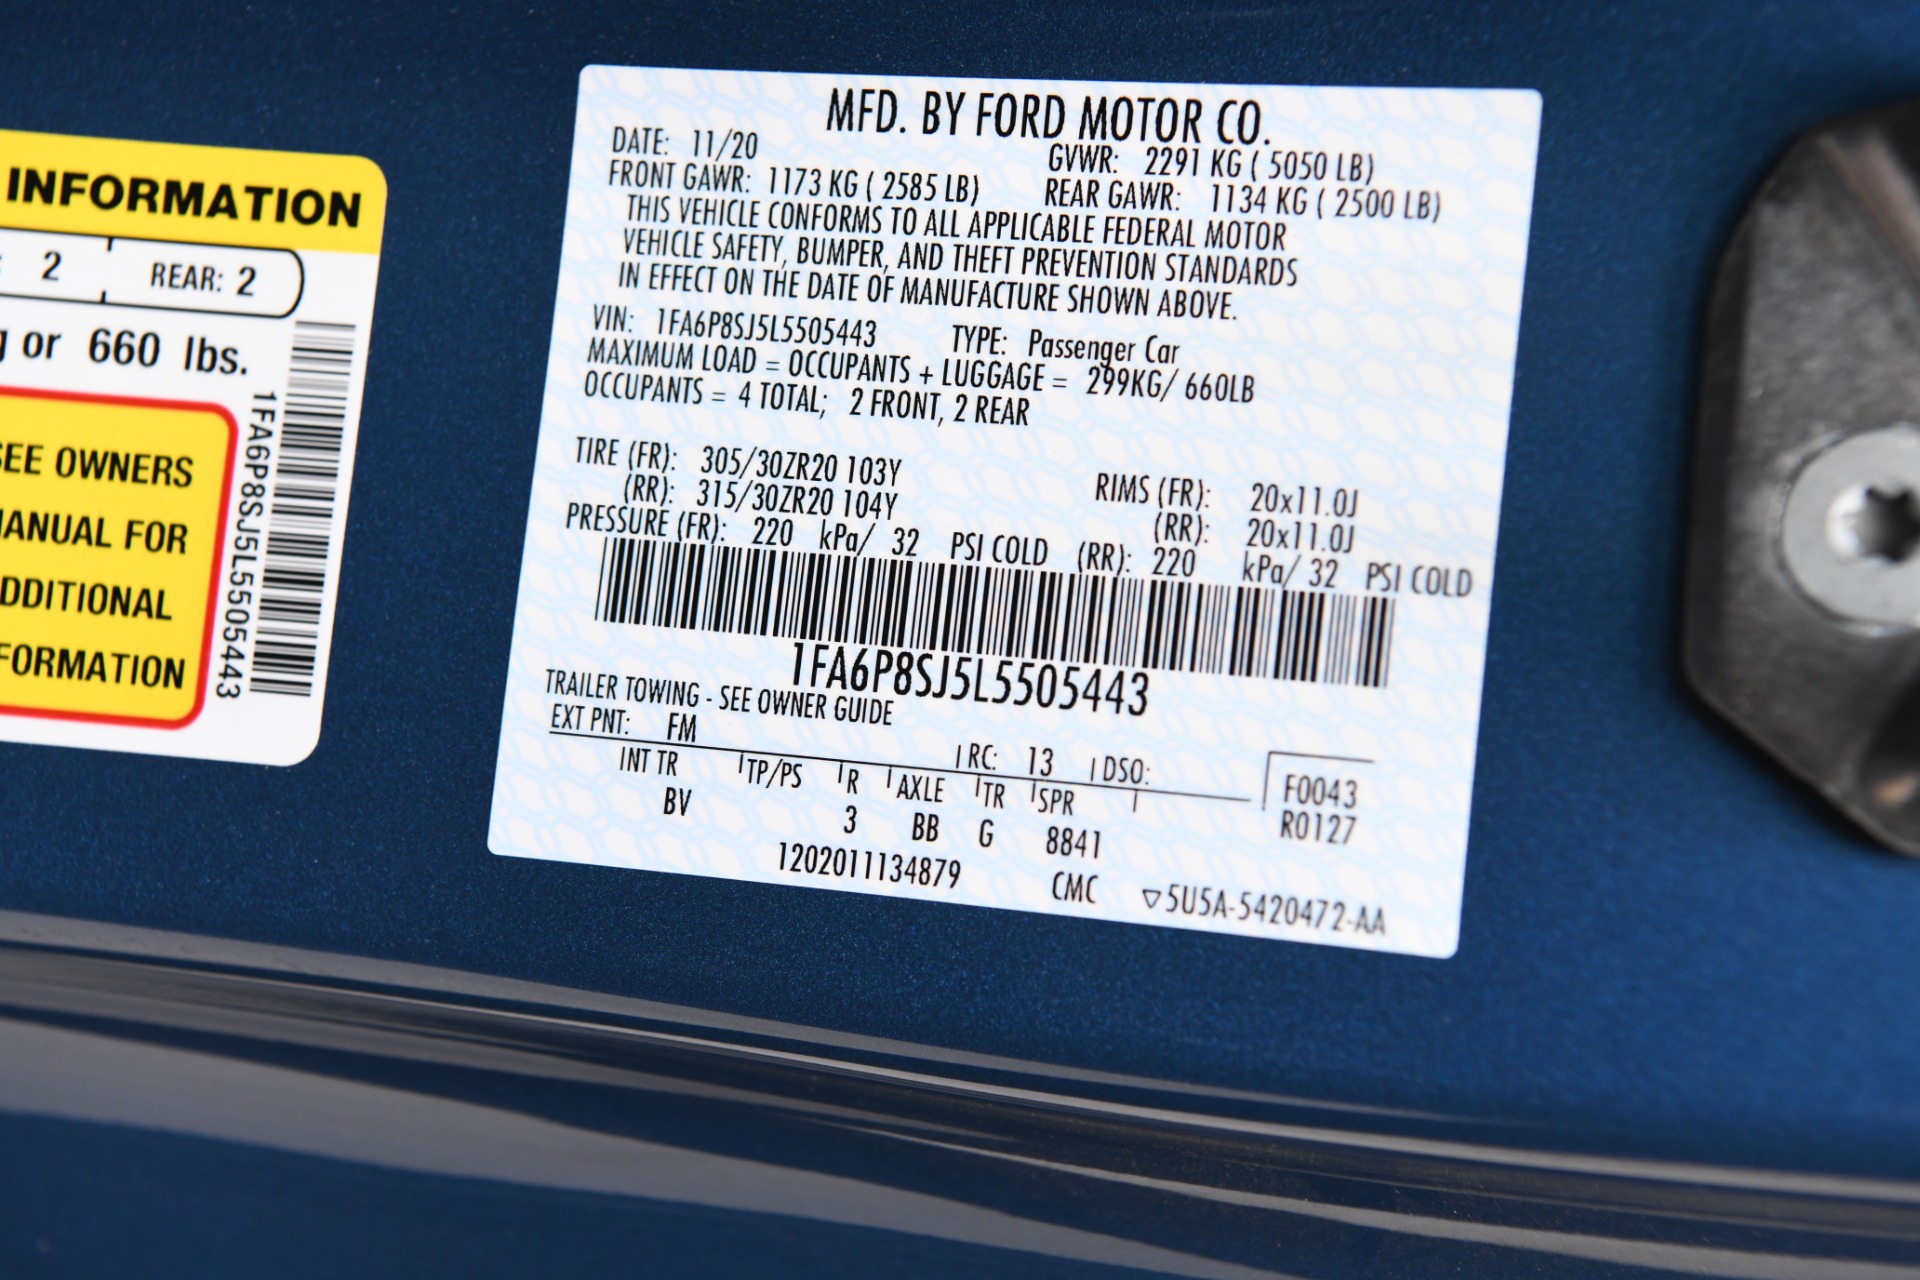 INFORMATION
2 REAR: 2
or 660 lbs.
SEE OWNERS
MANUAL FOR
ADDITIONAL
INFORMATION
1FA6P8SJ5L5505443
MFD. BY FORD MOTOR CO.
DATE: 11/20 GVWR: 2291 KG ( 5050 LB)
FRONT GAWR: 1173 KG ( 2585 LB) REAR GAWR: 1134 KG ( 2500 LB)
THIS VEHICLE CONFORMS TO ALL APPLICABLE FEDERAL MOTOR
VEHICLE SAFETY, BUMPER, AND THEFT PREVENTION STANDARDS
IN EFFECT ON THE DATE OF MANUFACTURE SHOWN ABOVE.
VIN: 1FA6P8SJ5L5505443 TYPE: Passenger Car
MAXIMUM LOAD = OCCUPANTS + LUGGAGE = 299KG/ 660LB
OCCUPANTS = 4 TOTAL; 2 FRONT, 2 REAR
TIRE (FR): 305/30ZR20 103Y RIMS (FR): 20x11.0J
(RR): 315/30ZR20 104Y (RR): 20x11.0J
PRESSURE (FR): 220 kPa/ 32 PSI COLD (RR): 220 kPa/ 32 PSI COLD
1FA6P8SJ5L5505443
TRAILER TOWING - SEE OWNER GUIDE
EXT PNT: FM RC: 13 DSO:
INT TR TP/PS R AXLE TR SPR F0043
BV 3 BB G 8841 R0127
1202011134879 CMC ▽5U5A-5420472-AA